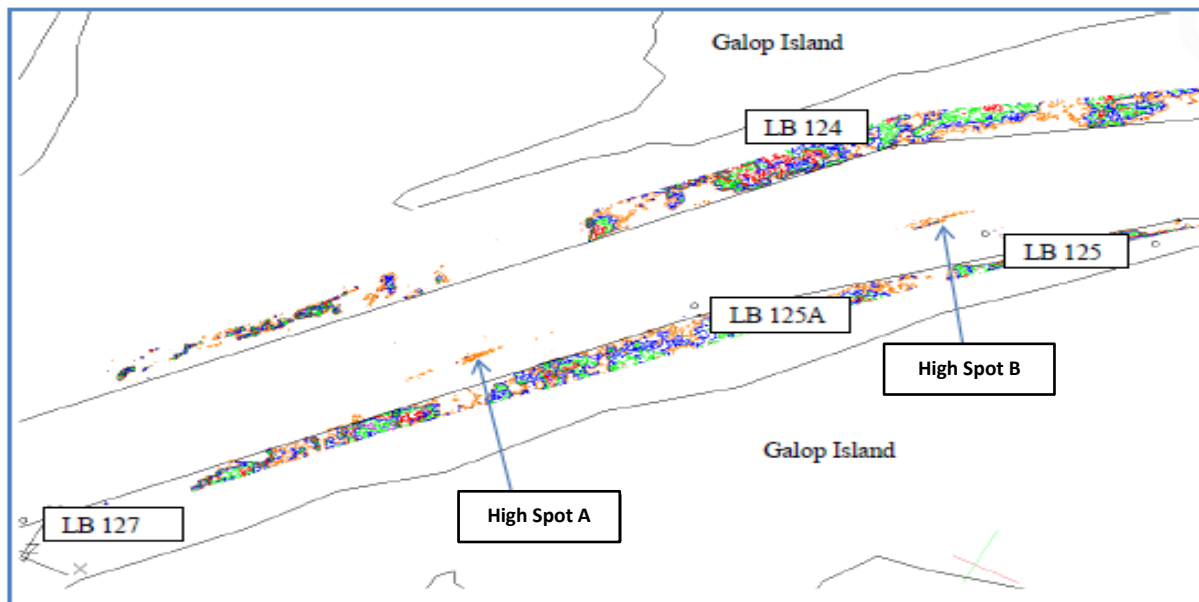 Galop Island
LB 124
LB 125
LB 125A
High Spot B
Galop Island
High Spot A
LB 127